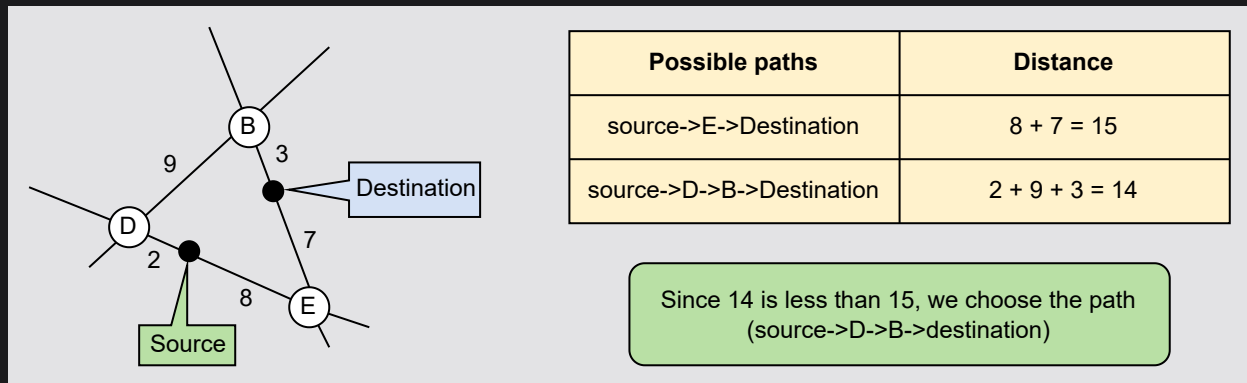 B
9
3
Destination
D
2
7
8
E
Source
Possible paths
Distance
source->E->Destination
8 + 7 = 15
source->D->B->Destination
2 + 9 + 3 = 14
Since 14 is less than 15, we choose the path
(source->D->B->destination)